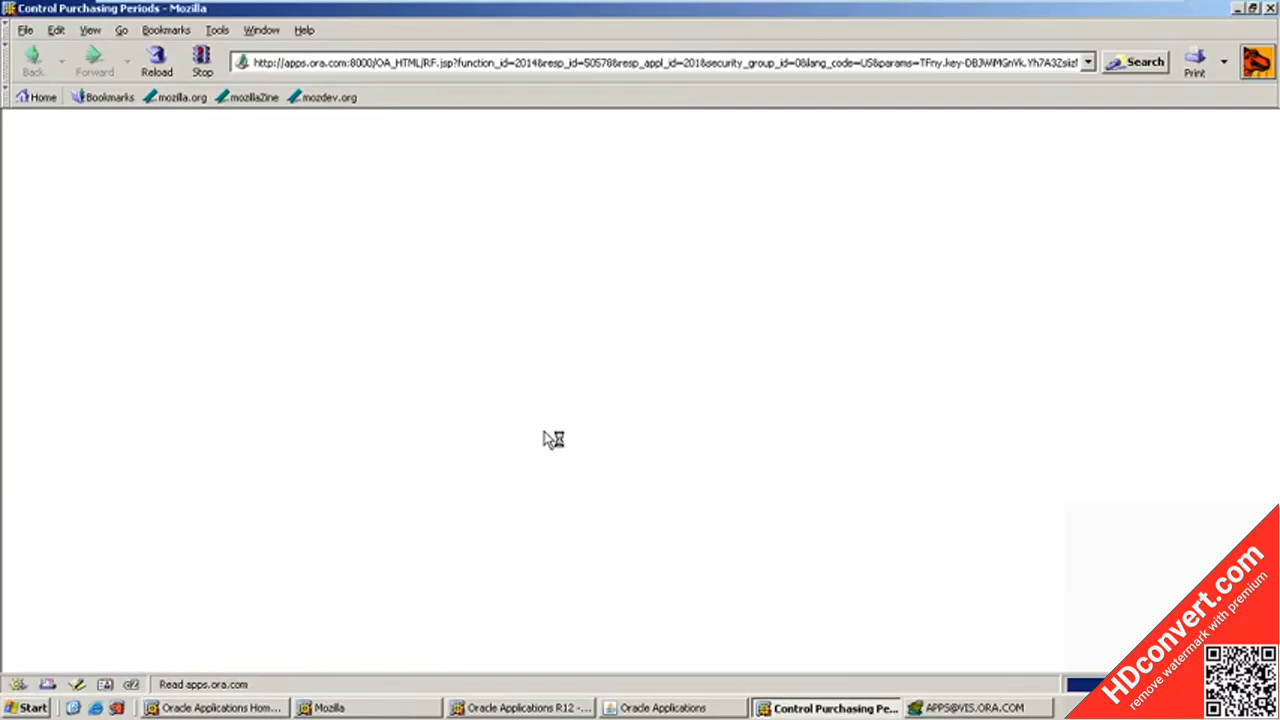 Control Purchasing Periods - Mozilla
File Edit View Go Bookmarks Tools Window Help
Back Forward Reload Stop
Search Print
Home Bookmarks mozilla.org mozillaZine mozdev.org
Read apps.ora.com
Start Oracle Applications Hom... Mozilla Oracle Applications R12 -... Oracle Applications Control Purchasing Pe... APPS@VIS.ORA.COM
HDconvert.com
remove watermark with premium